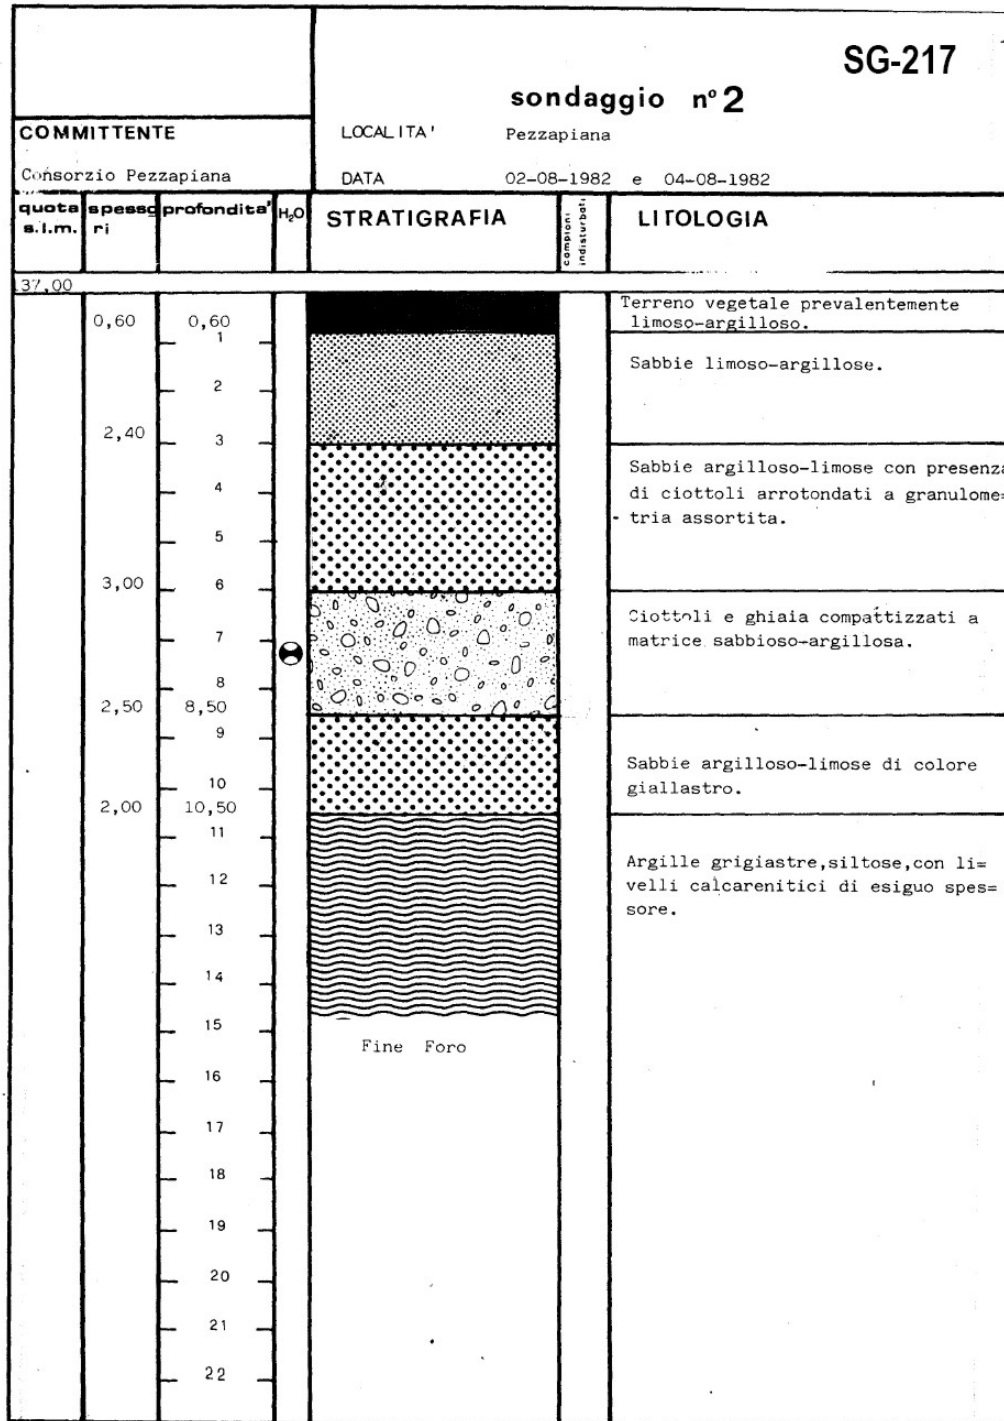 SG-217
sondaggio n° 2
COMMITTENTE
Consorzio Pezzapiana
LOCALITA' Pezzapiana
DATA 02-08-1982 e 04-08-1982
quota s.l.m.
spesso ri
profondita'
H₂O
STRATIGRAFIA
campioni indisturbati
LITOLOGIA
37,00
0,60 0,60
Terreno vegetale prevalentemente
limoso-argilloso.
1
Sabbie limoso-argillose.
2
2,40 3
Sabbie argilloso-limose con presenza
di ciottoli arrotondati a granulome=
tria assortita.
4
5
3,00 6
Ciottoli e ghiaia compattizzati a
matrice sabbioso-argillosa.
7
8
2,50 8,50
9
Sabbie argilloso-limose di colore
giallastro.
10
2,00 10,50
11
Argille grigiastre,siltose,con li=
velli calcarenitici di esiguo spes=
sore.
12
13
14
15
Fine Foro
16
17
18
19
20
21
22